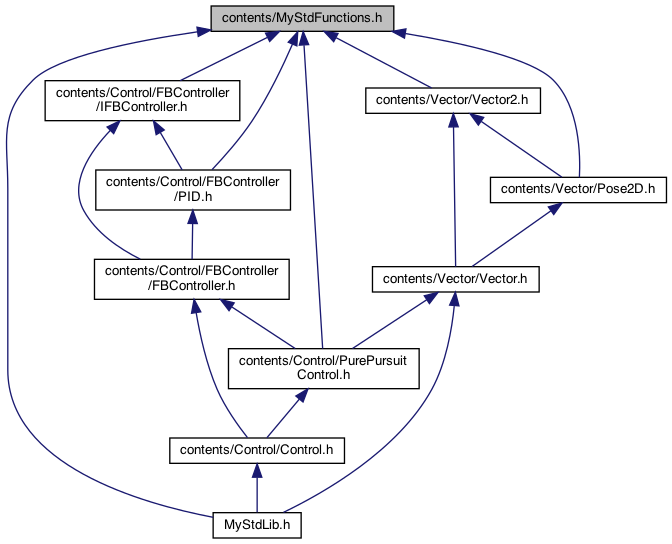 contents/MyStdFunctions.h
contents/Control/FBController
/IFBController.h
contents/Vector/Vector2.h
contents/Control/FBController
/PID.h
contents/Vector/Pose2D.h
contents/Control/FBController
/FBController.h
contents/Vector/Vector.h
contents/Control/PurePursuit
Control.h
contents/Control/Control.h
MyStdLib.h